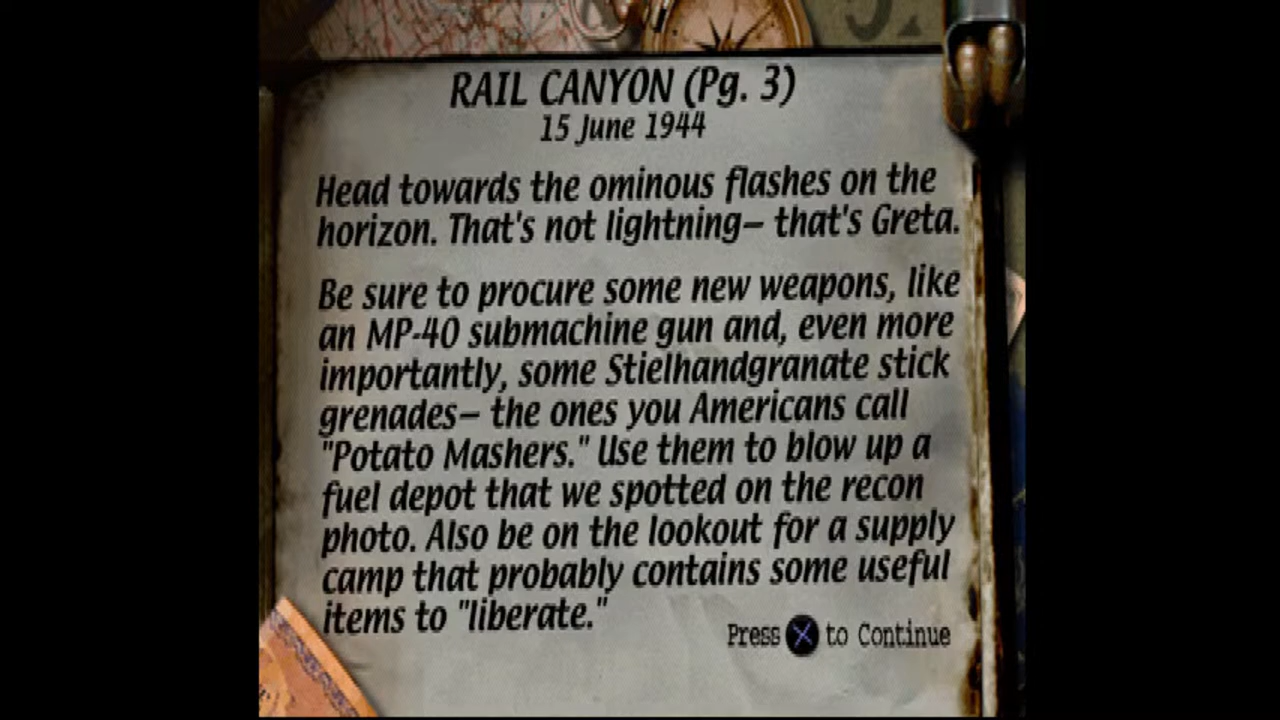 RAIL CANYON (Pg. 3)
15 June 1944
Head towards the ominous flashes on the
horizon. That's not lightning— that's Greta.
Be sure to procure some new weapons, like
an MP-40 submachine gun and, even more
importantly, some Stielhandgranate stick
grenades— the ones you Americans call
"Potato Mashers." Use them to blow up a
fuel depot that we spotted on the recon
photo. Also be on the lookout for a supply
camp that probably contains some useful
items to "liberate."
Press X to Continue